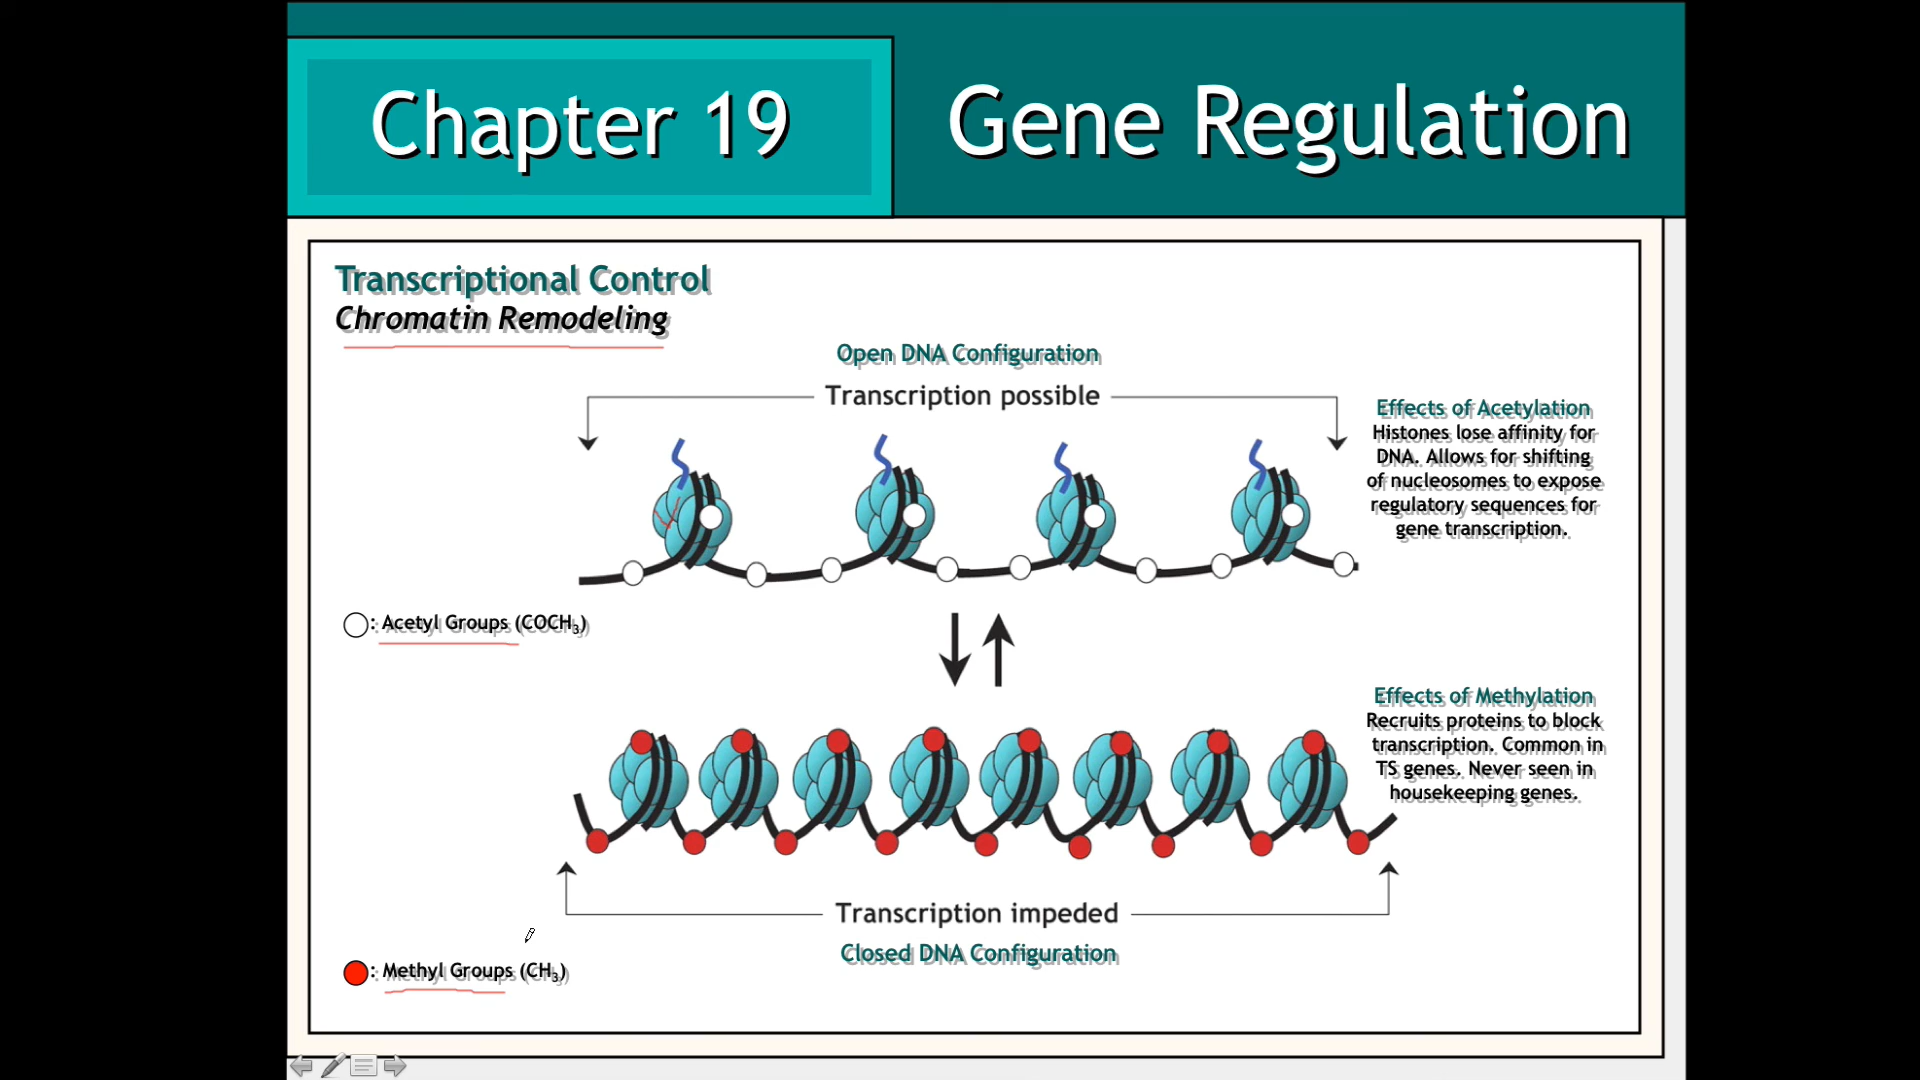 Chapter 19
Gene Regulation
Transcriptional Control
Chromatin Remodeling
Open DNA Configuration
Transcription possible
Effects of Acetylation
Histones lose affinity for
DNA. Allows for shifting
of nucleosomes to expose
regulatory sequences for
gene transcription.
: Acetyl Groups (COCH₃)
Effects of Methylation
Recruits proteins to block
transcription. Common in
TS genes. Never seen in
housekeeping genes.
Transcription impeded
Closed DNA Configuration
: Methyl Groups (CH₃)